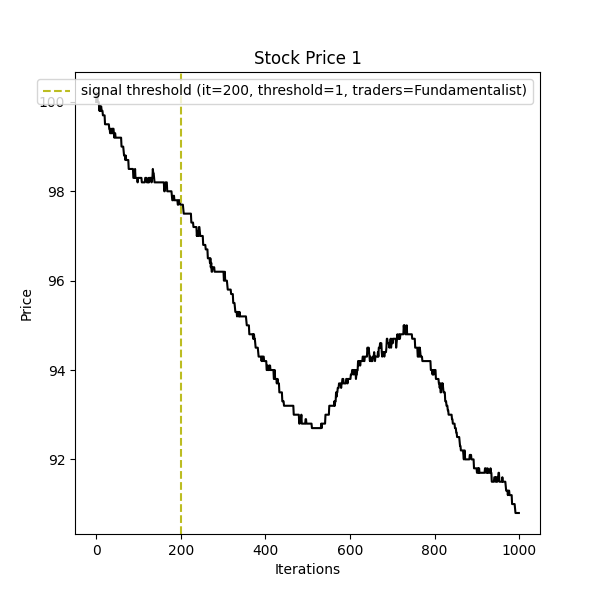 Stock Price 1
signal threshold (it=200, threshold=1, traders=Fundamentalist)
100
98
96
94
92
Price
0
200
400
600
800
1000
Iterations